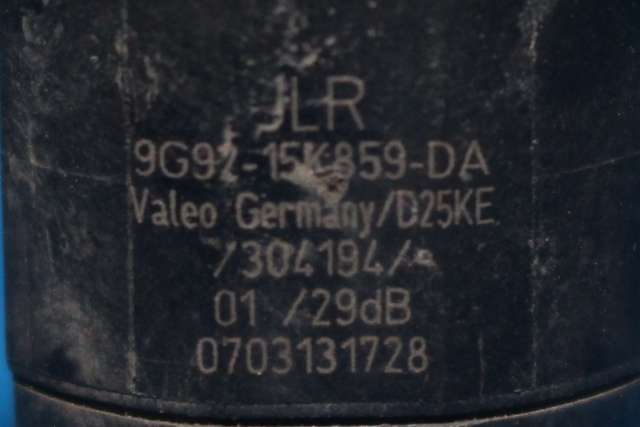 JLR
9G92-15K859-DA
Valeo Germany/D25KE
/304194/
01 /29dB
0703131728